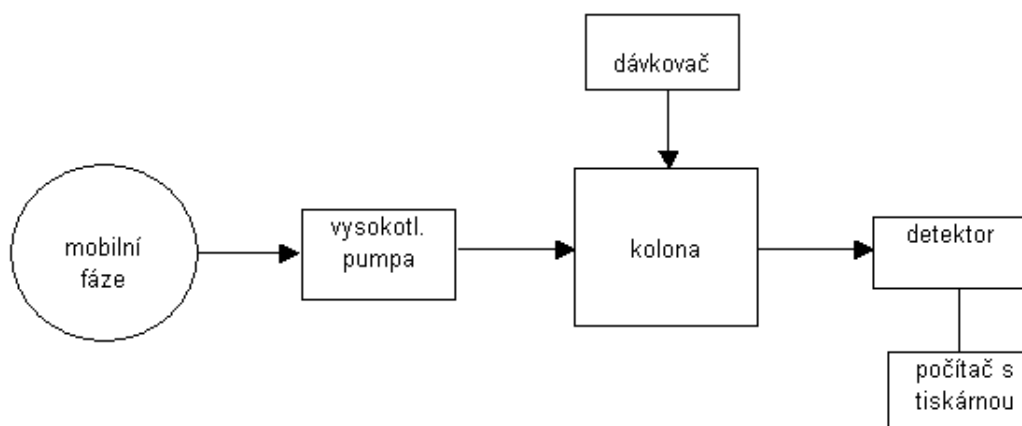 dávkovač
mobilní
fáze
vysokotl.
pumpa
kolona
detektor
počítač s
tiskárnou